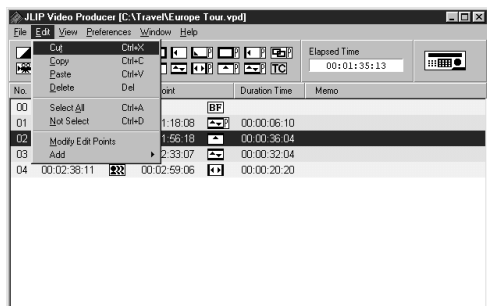 JLIP Video Producer [C:\Travel\Europe Tour.vpd]
File Edit View Preferences Window Help
Cut Ctrl+X
Copy Ctrl+C
Paste Ctrl+V
Delete Del
Select All Ctrl+A
Not Select Ctrl+D
Modify Edit Points
Add
P P P
P P P TC
Elapsed Time
00:01:35:13
No. oint Duration Time Memo
00 BF
01 1:18:08 P 00:00:06:10
02 1:56:18 00:00:36:04
03 2:33:07 00:00:32:04
04 00:02:38:11 00:02:59:06 00:00:20:20